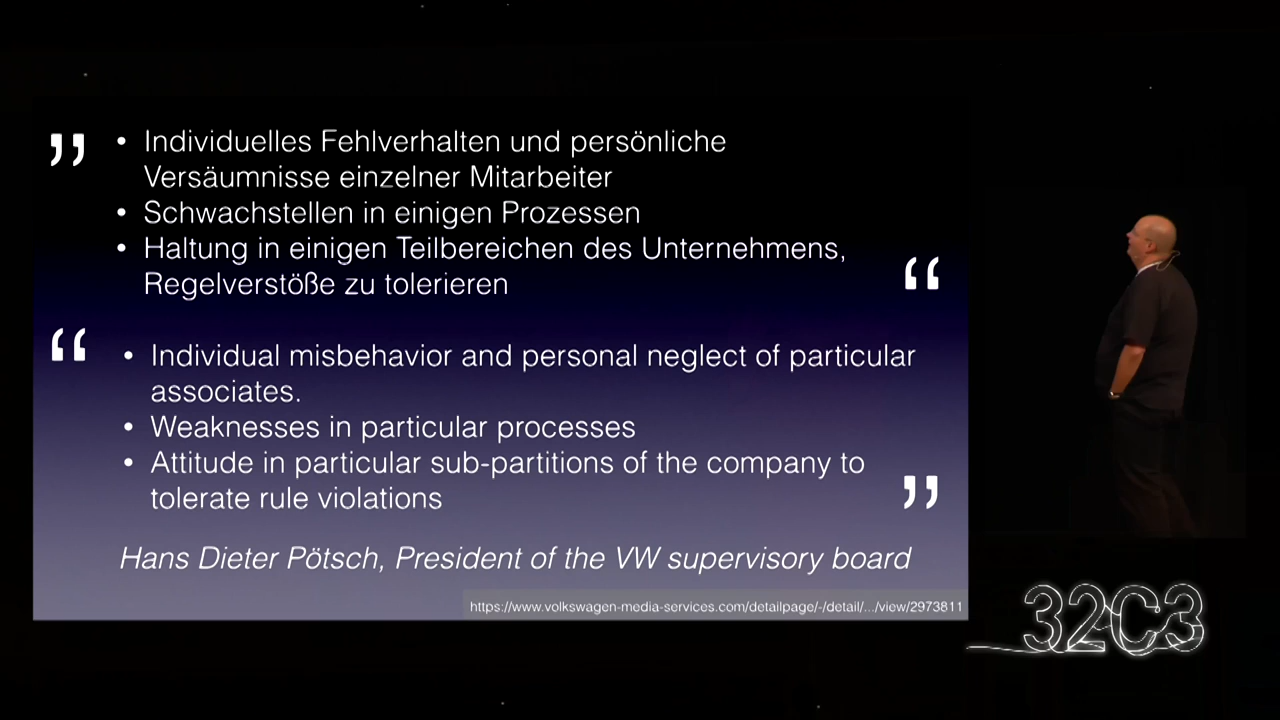 „
• Individuelles Fehlverhalten und persönliche
Versäumnisse einzelner Mitarbeiter
• Schwachstellen in einigen Prozessen
• Haltung in einigen Teilbereichen des Unternehmens,
Regelverstöße zu tolerieren
“
“
• Individual misbehavior and personal neglect of particular
associates.
• Weaknesses in particular processes
• Attitude in particular sub-partitions of the company to
tolerate rule violations
”
Hans Dieter Pötsch, President of the VW supervisory board
https://www.volkswagen-media-services.com/detailpage/-/detail/.../view/2973811
32C3